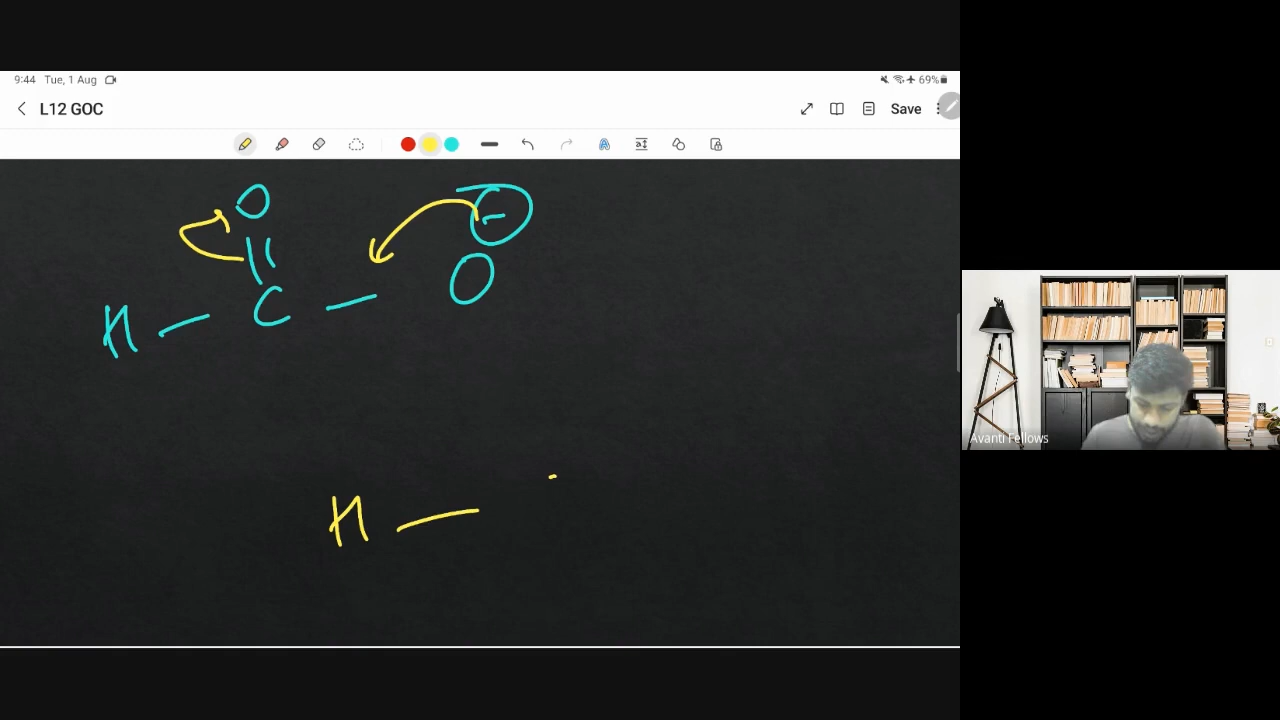 9:44 Tue, 1 Aug 69%
L12 GOC Save
O
O
H - C -
H -
Avanti Fellows